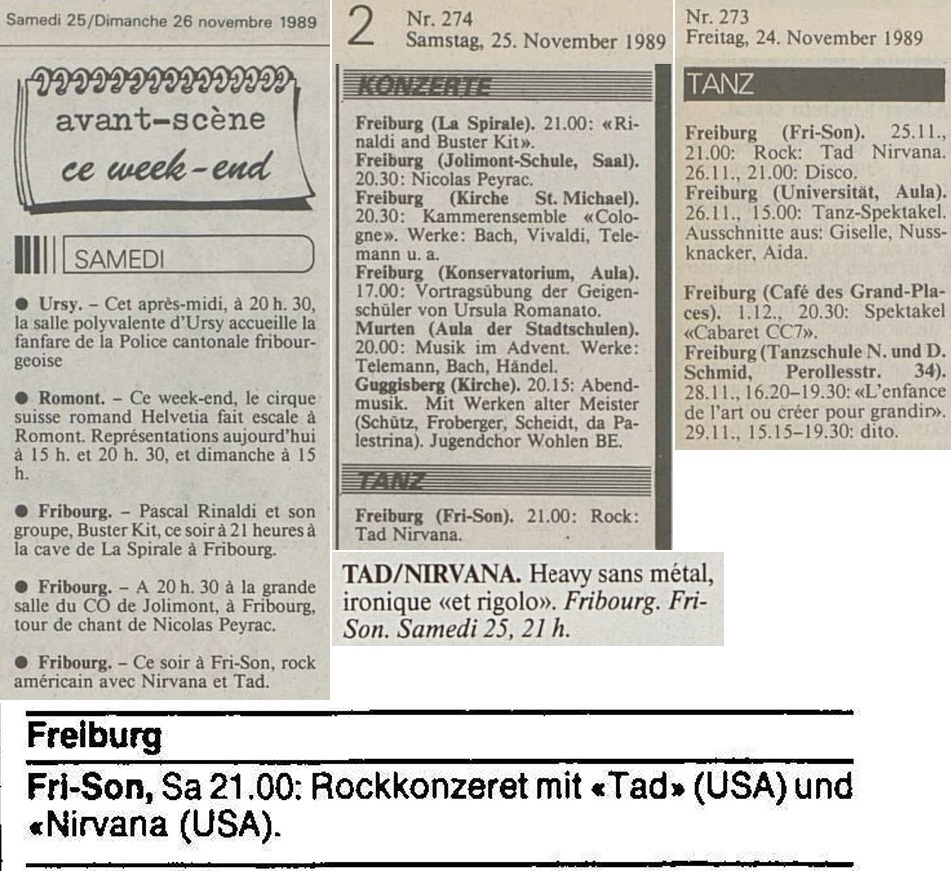 Samedi 25/Dimanche 26 novembre 1989
avant-scène
ce week-end
SAMEDI
● Ursy. – Cet après-midi, à 20 h. 30,
la salle polyvalente d'Ursy accueille la
fanfare de la Police cantonale fribour-
geoise
● Romont. – Ce week-end, le cirque
suisse romand Helvetia fait escale à
Romont. Représentations aujourd'hui
à 15 h. et 20 h. 30, et dimanche à 15
h.
● Fribourg. – Pascal Rinaldi et son
groupe, Buster Kit, ce soir à 21 heures à
la cave de La Spirale à Fribourg.
● Fribourg. – A 20 h. 30 à la grande
salle du CO de Jolimont, à Fribourg,
tour de chant de Nicolas Peyrac.
● Fribourg. – Ce soir à Fri-Son, rock
américain avec Nirvana et Tad.
2
Nr. 274
Samstag, 25. November 1989
KONZERTE
Freiburg (La Spirale). 21.00: «Ri-
naldi and Buster Kit».
Freiburg (Jolimont-Schule, Saal).
20.30: Nicolas Peyrac.
Freiburg (Kirche St. Michael).
20.30: Kammerensemble «Colo-
gne». Werke: Bach, Vivaldi, Tele-
mann u. a.
Freiburg (Konservatorium, Aula).
17.00: Vortragsübung der Geigen-
schüler von Ursula Romanato.
Murten (Aula der Stadtschulen).
20.00: Musik im Advent. Werke:
Telemann, Bach, Händel.
Guggisberg (Kirche). 20.15: Abend-
musik. Mit Werken alter Meister
(Schütz, Froberger, Scheidt, da Pa-
lestrina). Jugendchor Wohlen BE.
TANZ
Freiburg (Fri-Son). 21.00: Rock:
Tad Nirvana.
Nr. 273
Freitag, 24. November 1989
TANZ
Freiburg (Fri-Son). 25.11.,
21.00: Rock: Tad Nirvana.
26.11., 21.00: Disco.
Freiburg (Universität, Aula).
26.11., 15.00: Tanz-Spektakel.
Ausschnitte aus: Giselle, Nuss-
knacker, Aida.
Freiburg (Café des Grand-Pla-
ces). 1.12., 20.30: Spektakel
«Cabaret CC7».
Freiburg (Tanzschule N. und D.
Schmid, Perollesstr. 34).
28.11., 16.20–19.30: «L'enfance
de l'art ou créer pour grandir».
29.11., 15.15–19.30: dito.
TAD/NIRVANA. Heavy sans métal,
ironique «et rigolo». Fribourg. Fri-
Son. Samedi 25, 21 h.
Freiburg
Fri-Son, Sa 21.00: Rockkonzeret mit «Tad» (USA) und
«Nirvana (USA).